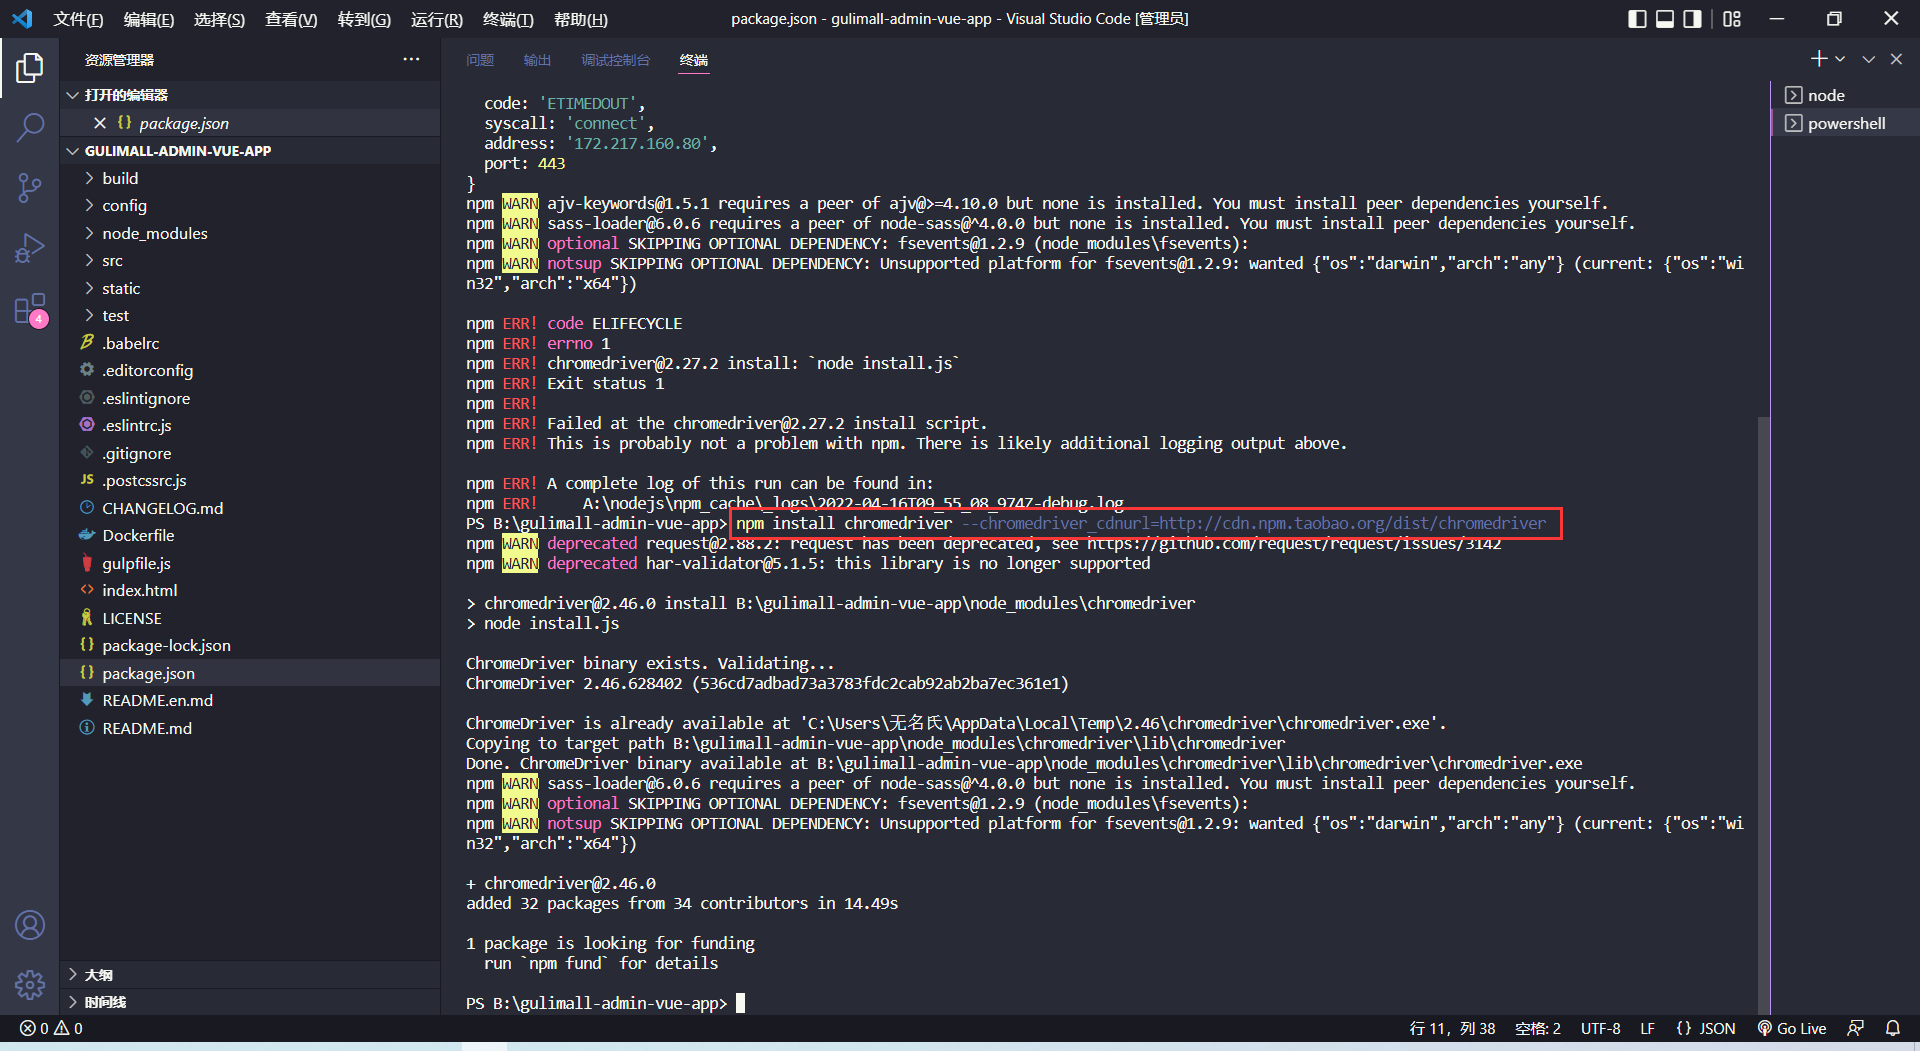 文件(F) 编辑(E) 选择(S) 查看(V) 转到(G) 运行(R) 终端(T) 帮助(H)
package.json - gulimall-admin-vue-app - Visual Studio Code [管理员]
资源管理器
打开的编辑器
package.json
GULIMALL-ADMIN-VUE-APP
build
config
node_modules
src
static
test
.babelrc
.editorconfig
.eslintignore
.eslintrc.js
.gitignore
.postcssrc.js
CHANGELOG.md
Dockerfile
gulpfile.js
index.html
LICENSE
package-lock.json
package.json
README.en.md
README.md
大纲
时间线
4
问题 输出 调试控制台 终端
code: 'ETIMEDOUT',
syscall: 'connect',
address: '172.217.160.80',
port: 443
}
npm WARN ajv-keywords@1.5.1 requires a peer of ajv@>=4.10.0 but none is installed. You must install peer dependencies yourself.
npm WARN sass-loader@6.0.6 requires a peer of node-sass@^4.0.0 but none is installed. You must install peer dependencies yourself.
npm WARN optional SKIPPING OPTIONAL DEPENDENCY: fsevents@1.2.9 (node_modules\fsevents):
npm WARN notsup SKIPPING OPTIONAL DEPENDENCY: Unsupported platform for fsevents@1.2.9: wanted {"os":"darwin","arch":"any"} (current: {"os":"wi
n32","arch":"x64"})
npm ERR! code ELIFECYCLE
npm ERR! errno 1
npm ERR! chromedriver@2.27.2 install: `node install.js`
npm ERR! Exit status 1
npm ERR!
npm ERR! Failed at the chromedriver@2.27.2 install script.
npm ERR! This is probably not a problem with npm. There is likely additional logging output above.
npm ERR! A complete log of this run can be found in:
npm ERR! A:\nodejs\npm_cache\_logs\2022-04-16T09_55_08_974Z-debug.log
PS B:\gulimall-admin-vue-app> npm install chromedriver --chromedriver_cdnurl=http://cdn.npm.taobao.org/dist/chromedriver
npm WARN deprecated request@2.88.2: request has been deprecated, see https://github.com/request/request/issues/3142
npm WARN deprecated har-validator@5.1.5: this library is no longer supported
> chromedriver@2.46.0 install B:\gulimall-admin-vue-app\node_modules\chromedriver
> node install.js
ChromeDriver binary exists. Validating...
ChromeDriver 2.46.628402 (536cd7adbad73a3783fdc2cab92ab2ba7ec361e1)
ChromeDriver is already available at 'C:\Users\无名氏\AppData\Local\Temp\2.46\chromedriver\chromedriver.exe'.
Copying to target path B:\gulimall-admin-vue-app\node_modules\chromedriver\lib\chromedriver
Done. ChromeDriver binary available at B:\gulimall-admin-vue-app\node_modules\chromedriver\lib\chromedriver\chromedriver.exe
npm WARN sass-loader@6.0.6 requires a peer of node-sass@^4.0.0 but none is installed. You must install peer dependencies yourself.
npm WARN optional SKIPPING OPTIONAL DEPENDENCY: fsevents@1.2.9 (node_modules\fsevents):
npm WARN notsup SKIPPING OPTIONAL DEPENDENCY: Unsupported platform for fsevents@1.2.9: wanted {"os":"darwin","arch":"any"} (current: {"os":"wi
n32","arch":"x64"})
+ chromedriver@2.46.0
added 32 packages from 34 contributors in 14.49s
1 package is looking for funding
run `npm fund` for details
PS B:\gulimall-admin-vue-app>
node
powershell
0 0
行 11, 列 38 空格: 2 UTF-8 LF {} JSON Go Live